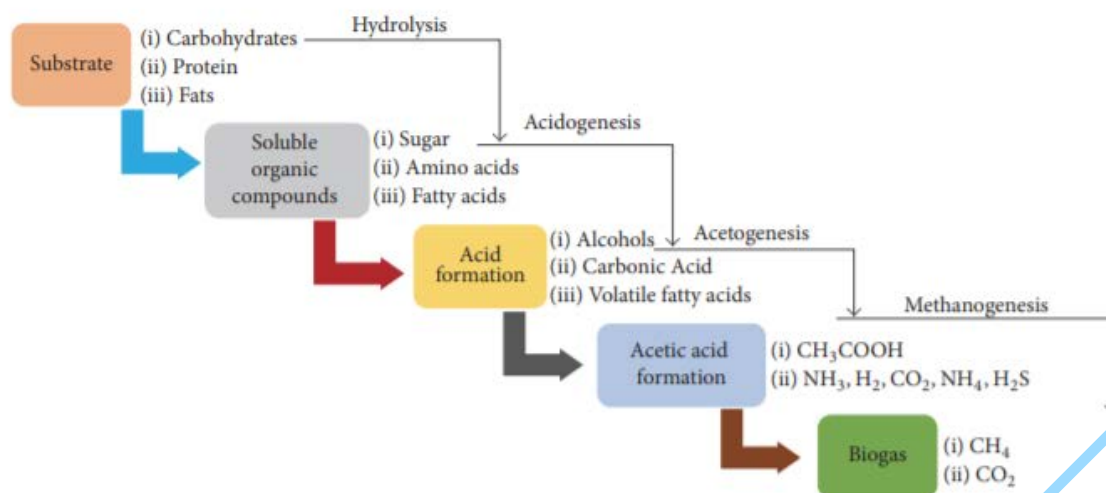 Substrate
(i) Carbohydrates
(ii) Protein
(iii) Fats
Hydrolysis
Soluble
organic
compounds
(i) Sugar
(ii) Amino acids
(iii) Fatty acids
Acidogenesis
Acid
formation
(i) Alcohols
(ii) Carbonic Acid
(iii) Volatile fatty acids
Acetogenesis
Methanogenesis
Acetic acid
formation
(i) CH₃COOH
(ii) NH₃, H₂, CO₂, NH₄, H₂S
Biogas
(i) CH₄
(ii) CO₂